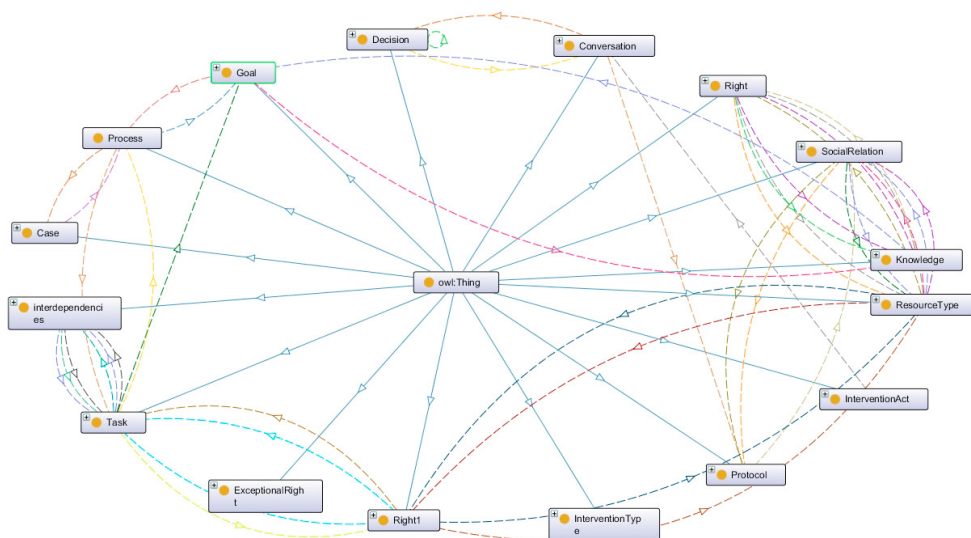 Decision
Conversation
Goal
Right
Process
SocialRelation
Case
Knowledge
owl:Thing
interdependenci
es
ResourceType
InterventionAct
Task
Protocol
ExceptionalRigh
t
Right1
InterventionTyp
e